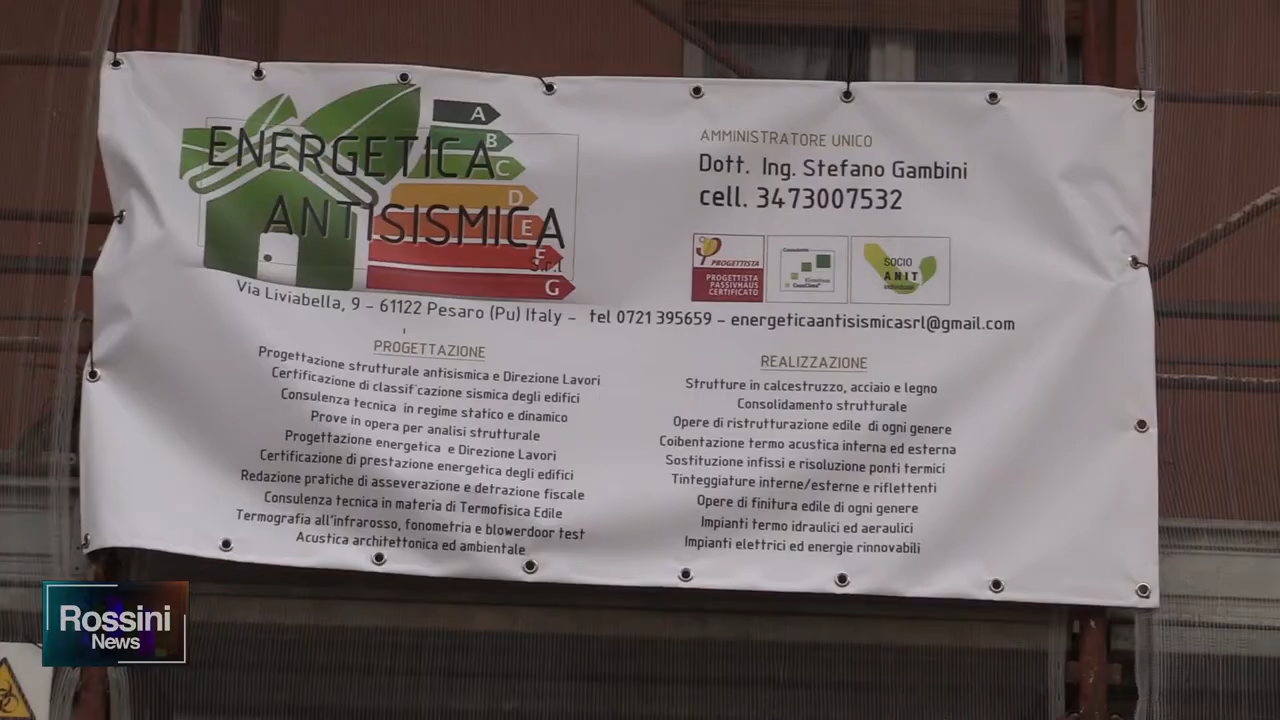 ENERGETICA
ANTISISMICA
S.r.l
A
B
C
D
E
F
G
Via Liviabella, 9 – 61122 Pesaro (Pu) Italy – tel 0721 395659 – energeticaantisismicasrl@gmail.com
AMMINISTRATORE UNICO
Dott. Ing. Stefano Gambini
cell. 3473007532
PROGETTISTA
PROGETTISTA
PASSIVHAUS
CERTIFICATO
Consulente
CasaClima
SOCIO
ANIT
individuale
PROGETTAZIONE
Progettazione strutturale antisismica e Direzione Lavori
Certificazione di classificazione sismica degli edifici
Consulenza tecnica in regime statico e dinamico
Prove in opera per analisi strutturale
Progettazione energetica e Direzione Lavori
Certificazione di prestazione energetica degli edifici
Redazione pratiche di asseverazione e detrazione fiscale
Consulenza tecnica in materia di Termofisica Edile
Termografia all'infrarosso, fonometria e blowerdoor test
Acustica architettonica ed ambientale
REALIZZAZIONE
Strutture in calcestruzzo, acciaio e legno
Consolidamento strutturale
Opere di ristrutturazione edile di ogni genere
Coibentazione termo acustica interna ed esterna
Sostituzione infissi e risoluzione ponti termici
Tinteggiature interne/esterne e riflettenti
Opere di finitura edile di ogni genere
Impianti termo idraulici ed aeraulici
Impianti elettrici ed energie rinnovabili
Rossini
News